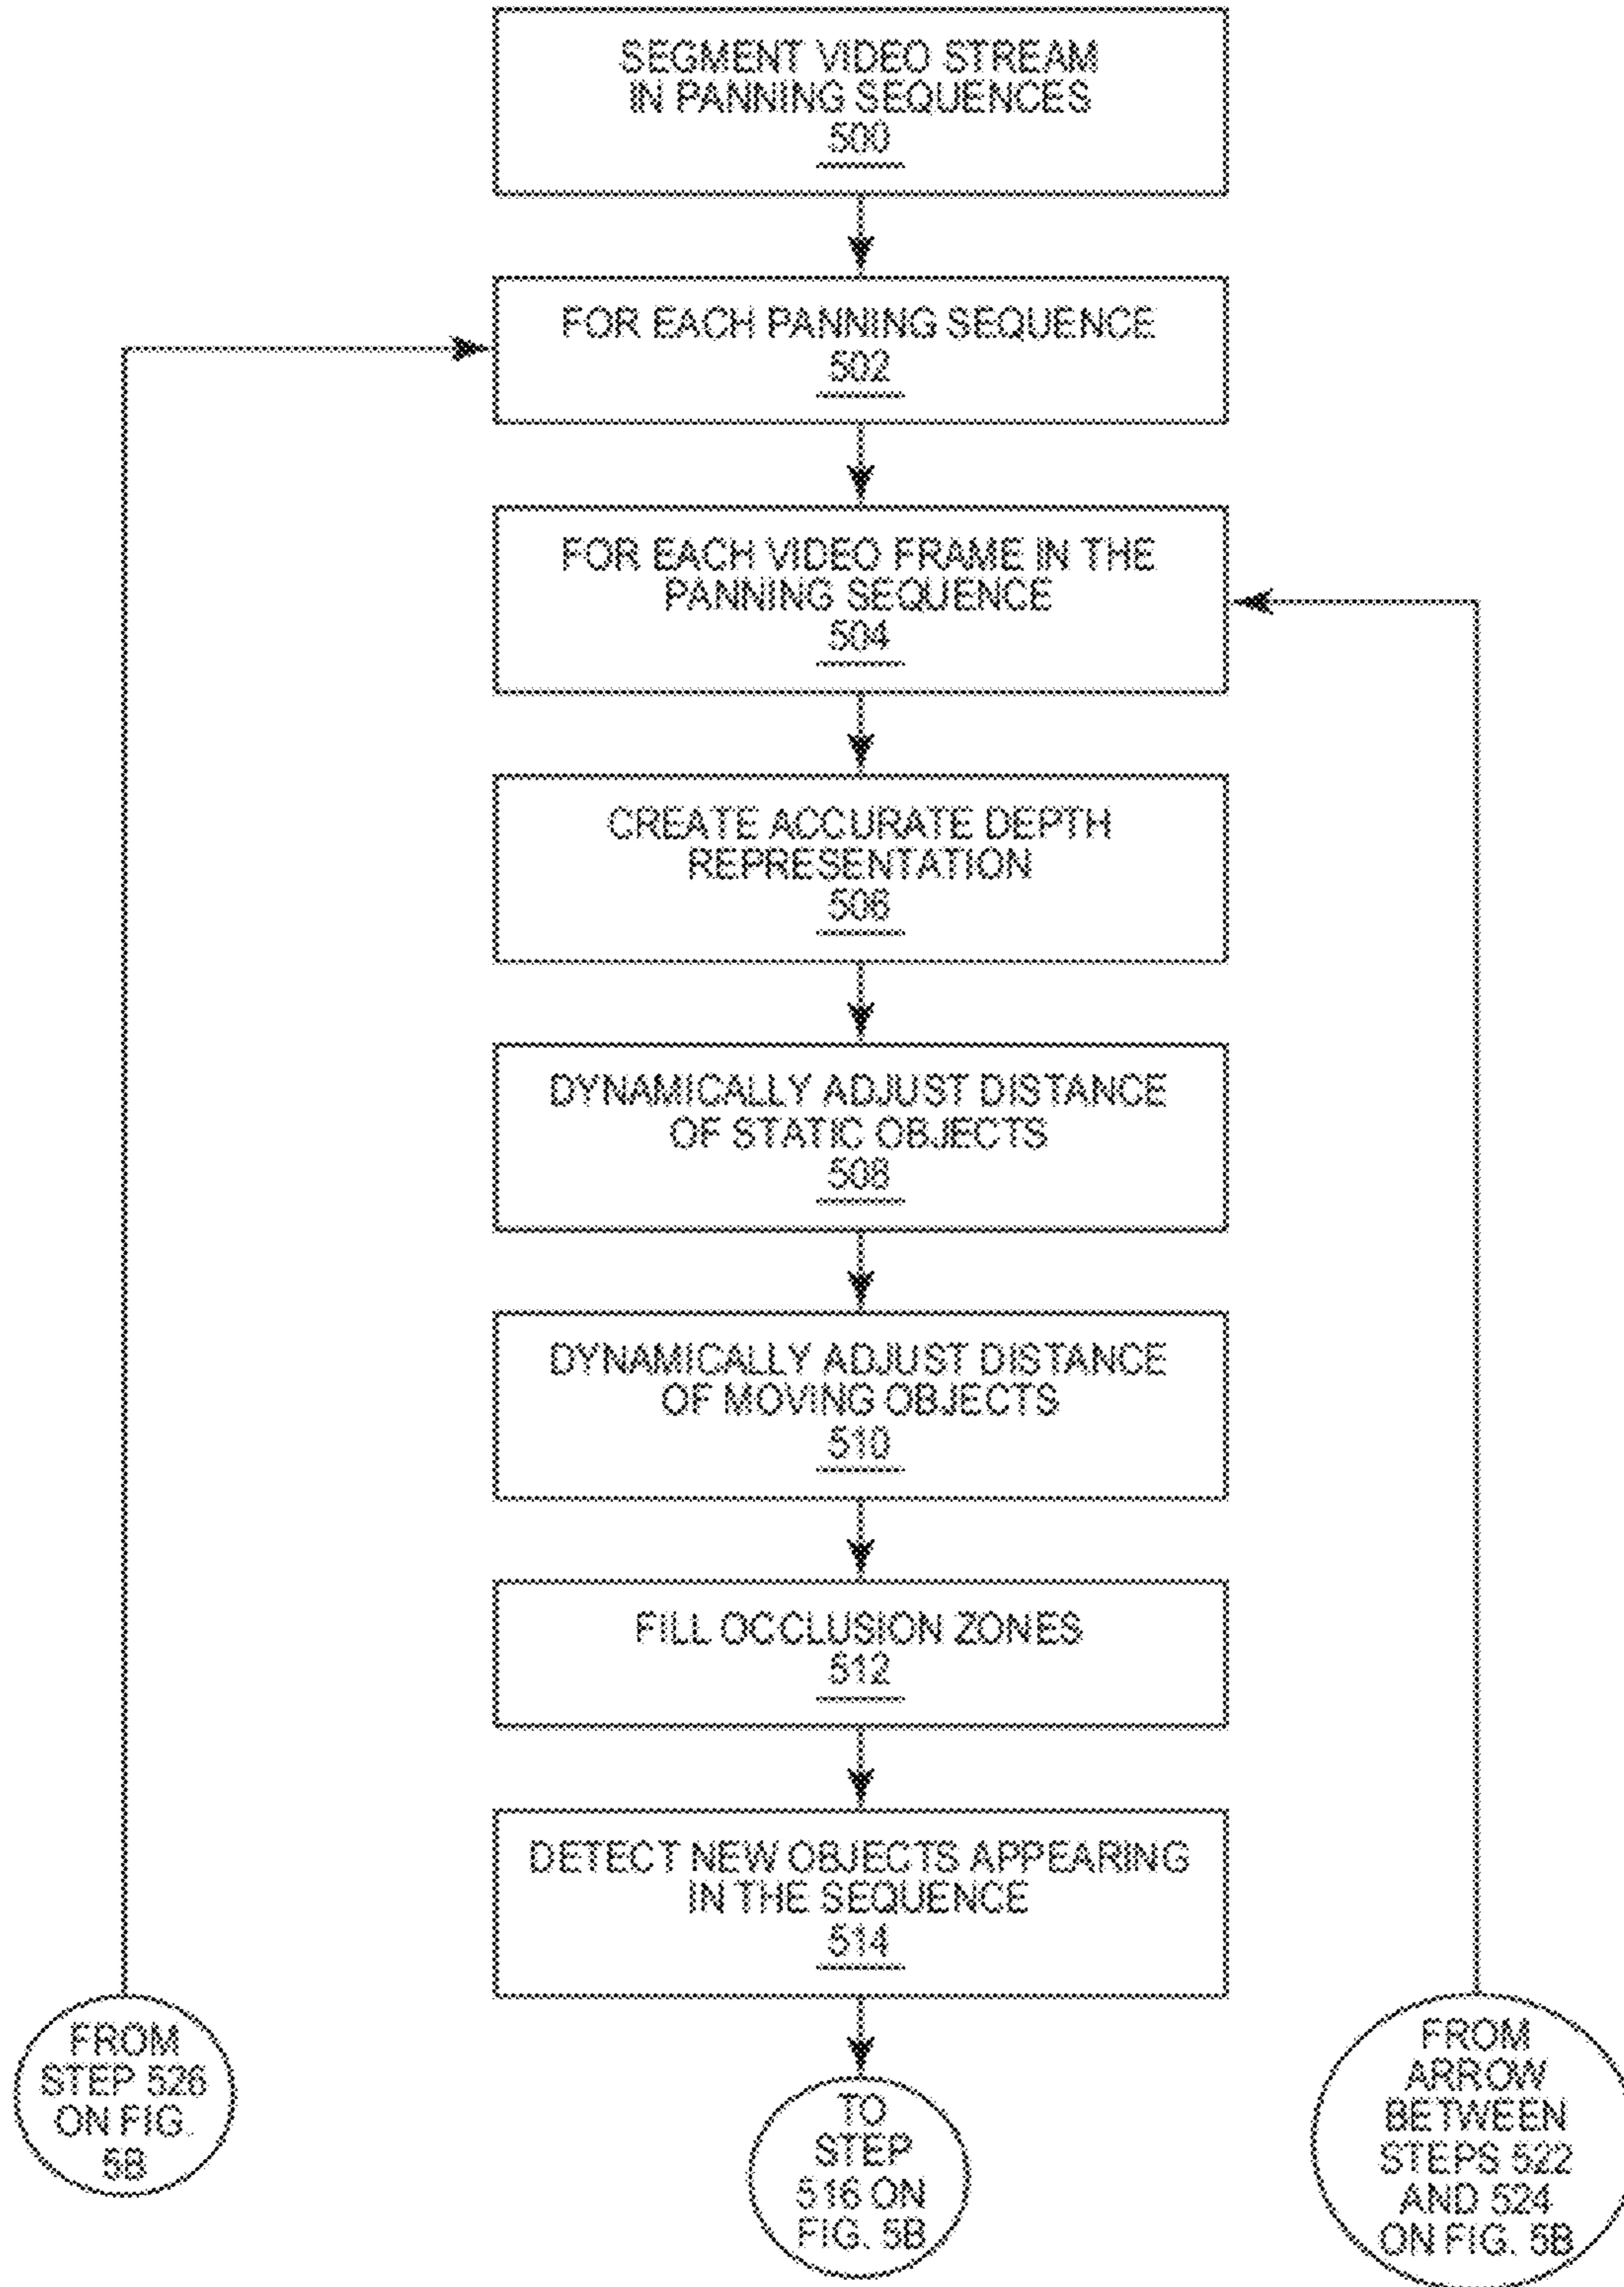 SEGMENT VIDEO STREAM
IN PANNING SEQUENCES
500
FOR EACH PANNING SEQUENCE
502
FOR EACH VIDEO FRAME IN THE
PANNING SEQUENCE
504
CREATE ACCURATE DEPTH
REPRESENTATION
506
DYNAMICALLY ADJUST DISTANCE
OF STATIC OBJECTS
508
DYNAMICALLY ADJUST DISTANCE
OF MOVING OBJECTS
510
FILL OCCLUSION ZONES
512
DETECT NEW OBJECTS APPEARING
IN THE SEQUENCE
514
FROM
STEP 526
ON FIG.
5B
TO
STEP
516 ON
FIG. 5B
FROM
ARROW
BETWEEN
STEPS 522
AND 524
ON FIG. 5B